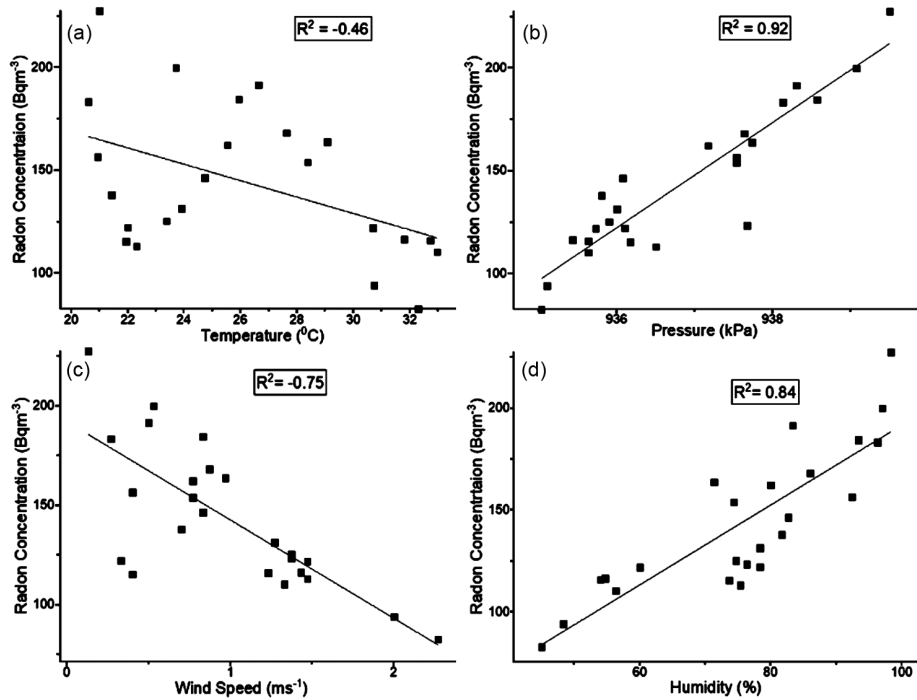 (a)
R² = -0.46
Radon Concentrtaion (Bqm⁻³)
200
150
100
20 22 24 26 28 30 32 34
Temperature (⁰C)
(b)
R² = 0.92
Radon Concentration (Bqm⁻³)
200
150
100
936 938
Pressure (kPa)
(c)
R²= -0.75
Radon Concentration (Bqm⁻³)
200
150
100
0 1 2
Wind Speed (ms⁻¹)
(d)
R²= 0.84
Radon Concentrtaion (Bqm⁻³)
200
150
100
60 80 100
Humidity (%)